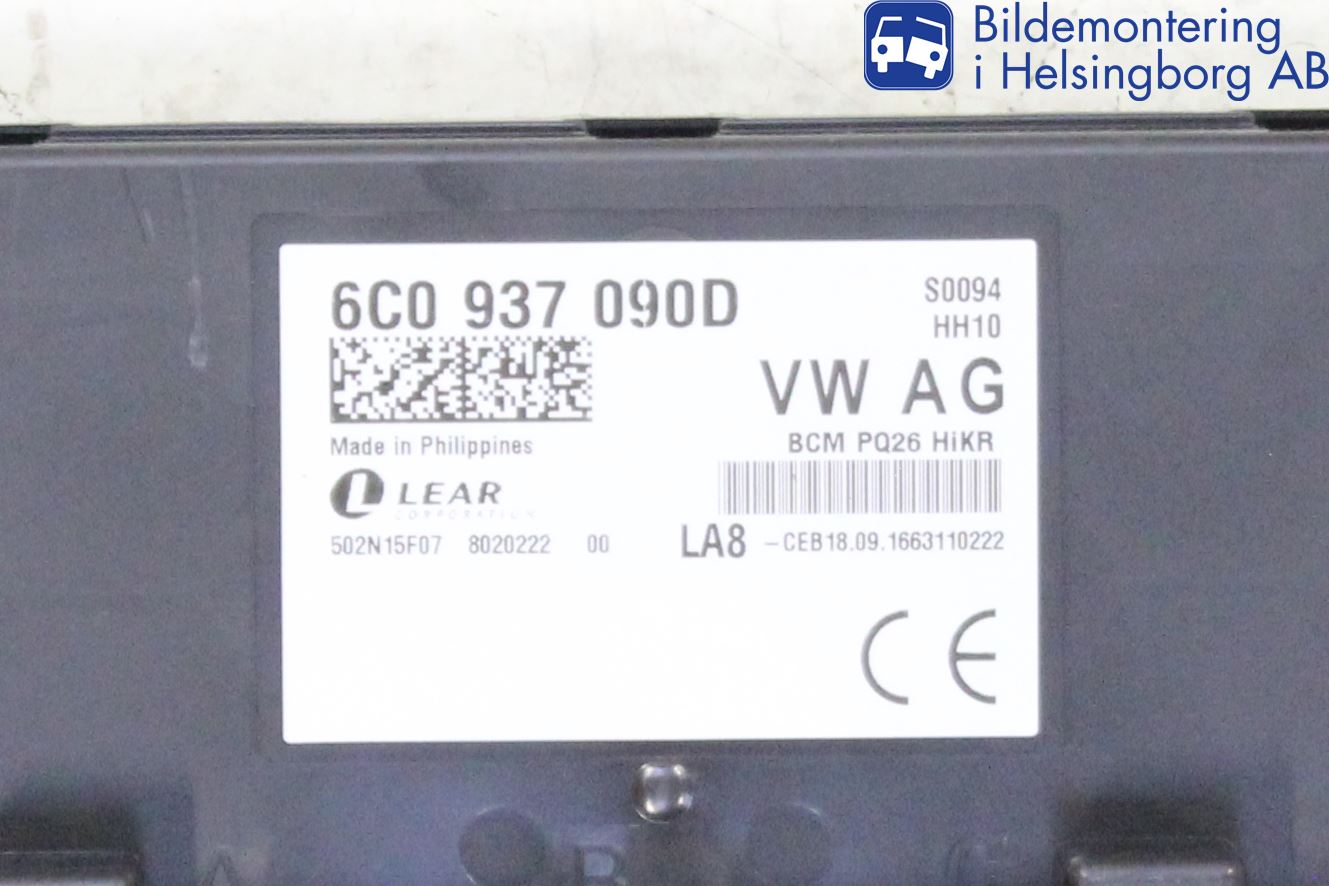 Bildemontering
i Helsingborg AB
6C0 937 090D
S0094
HH10
VW AG
Made in Philippines
BCM PQ26 HiKR
LEAR
CORPORATION
502N15F07 8020222 00
LA8 -CEB18.09.1663110222
CE